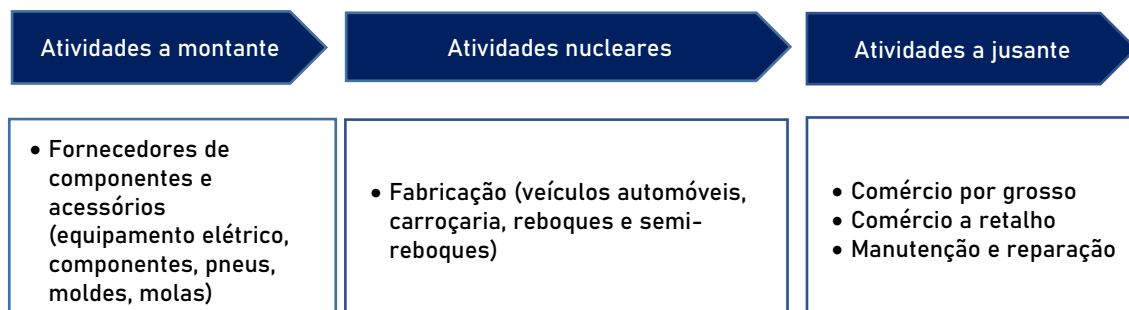 Atividades a montante
Atividades nucleares
Atividades a jusante
• Fornecedores de
componentes e
acessórios
(equipamento elétrico,
componentes, pneus,
moldes, molas)
• Fabricação (veículos automóveis,
carroçaria, reboques e semi-
reboques)
• Comércio por grosso
• Comércio a retalho
• Manutenção e reparação